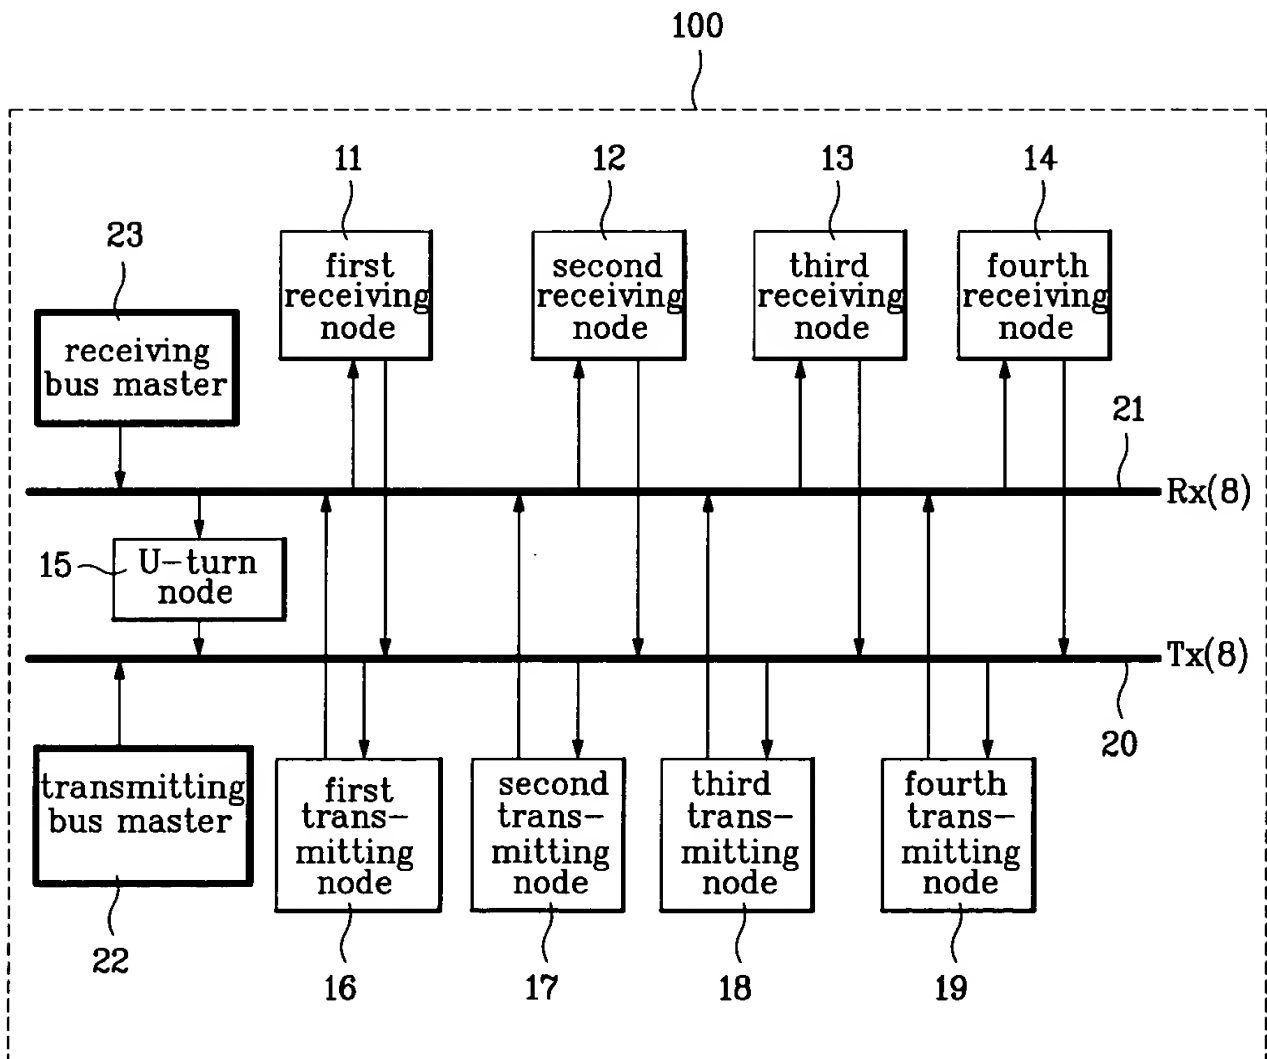 100
11
12
13
14
23
first
receiving
node
second
receiving
node
third
receiving
node
fourth
receiving
node
receiving
bus master
21
Rx(8)
15
U-turn
node
Tx(8)
20
transmitting
bus master
first
trans-
mitting
node
second
trans-
mitting
node
third
trans-
mitting
node
fourth
trans-
mitting
node
22
16
17
18
19